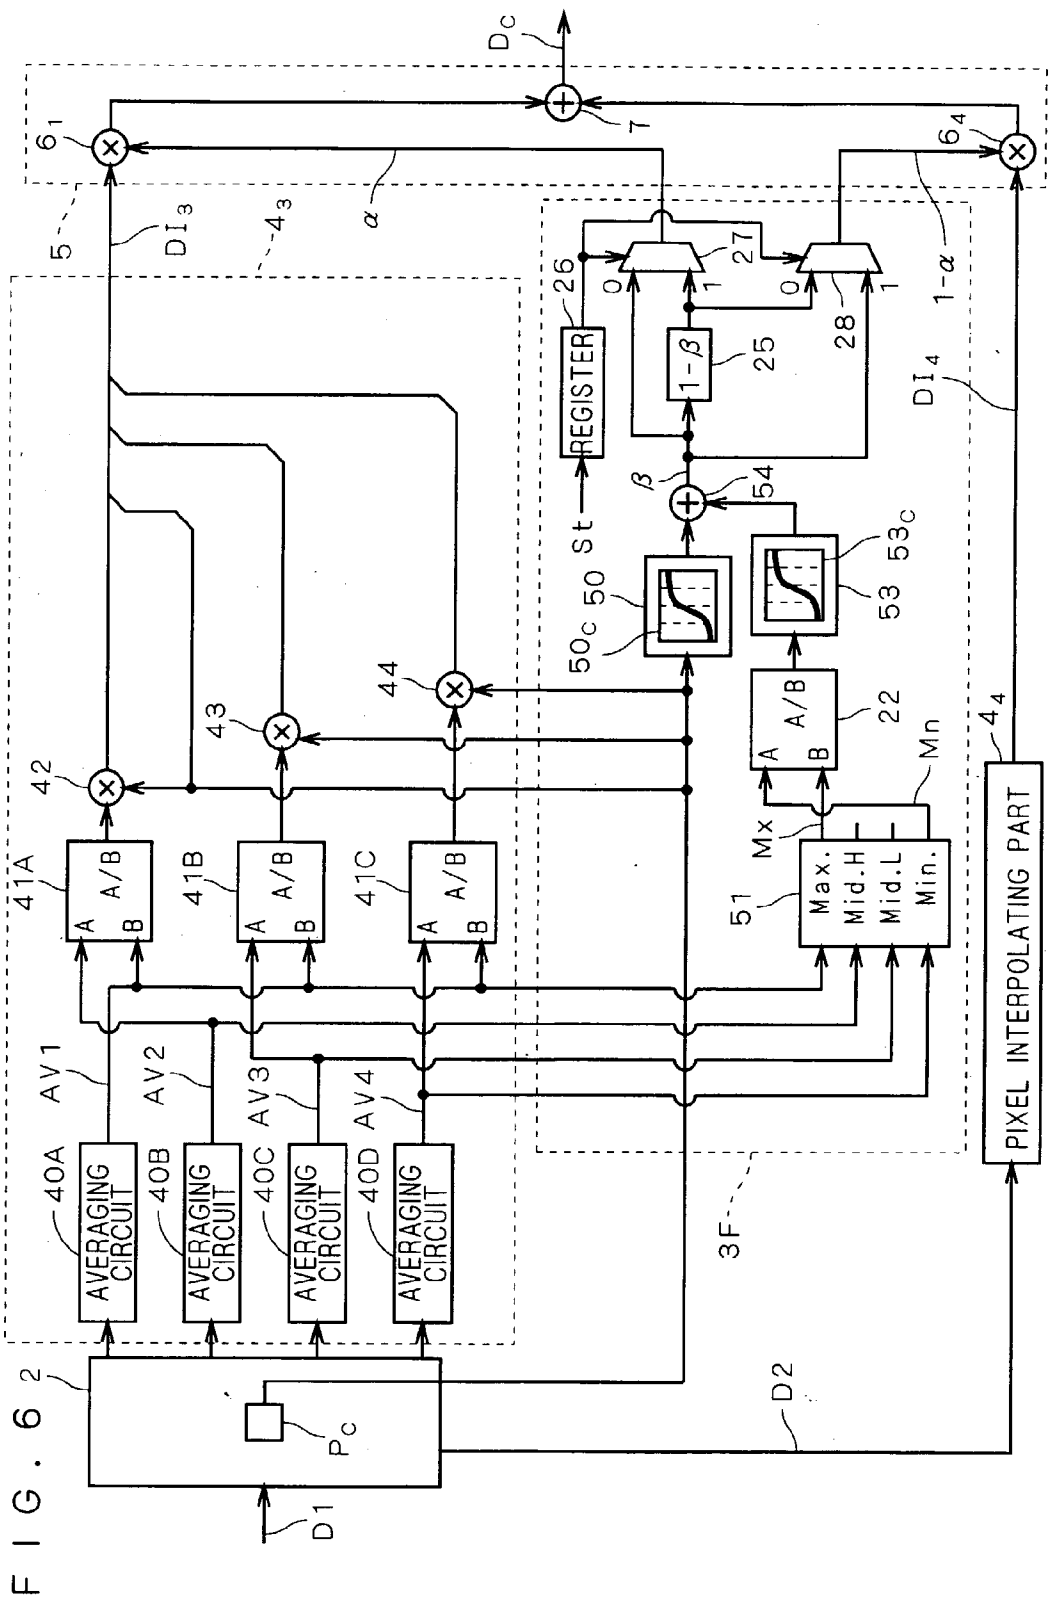 FIG. 6
D1
2
PC
D2
40A
AVERAGING
CIRCUIT
40B
AVERAGING
CIRCUIT
40C
AVERAGING
CIRCUIT
40D
AVERAGING
CIRCUIT
AV1
AV2
AV3
AV4
41A
A
B
A/B
41B
A
B
A/B
41C
A
B
A/B
42
43
44
43
DI3
5
61
α
7
DC
64
1-α
3F
51
Max.
Mid.H
Mid.L
Min.
Mx
Mn
A
B
A/B
22
50
50C
53
53C
54
β
St
REGISTER
26
1-β
25
0
1
27
0
1
28
44
PIXEL INTERPOLATING PART
DI4